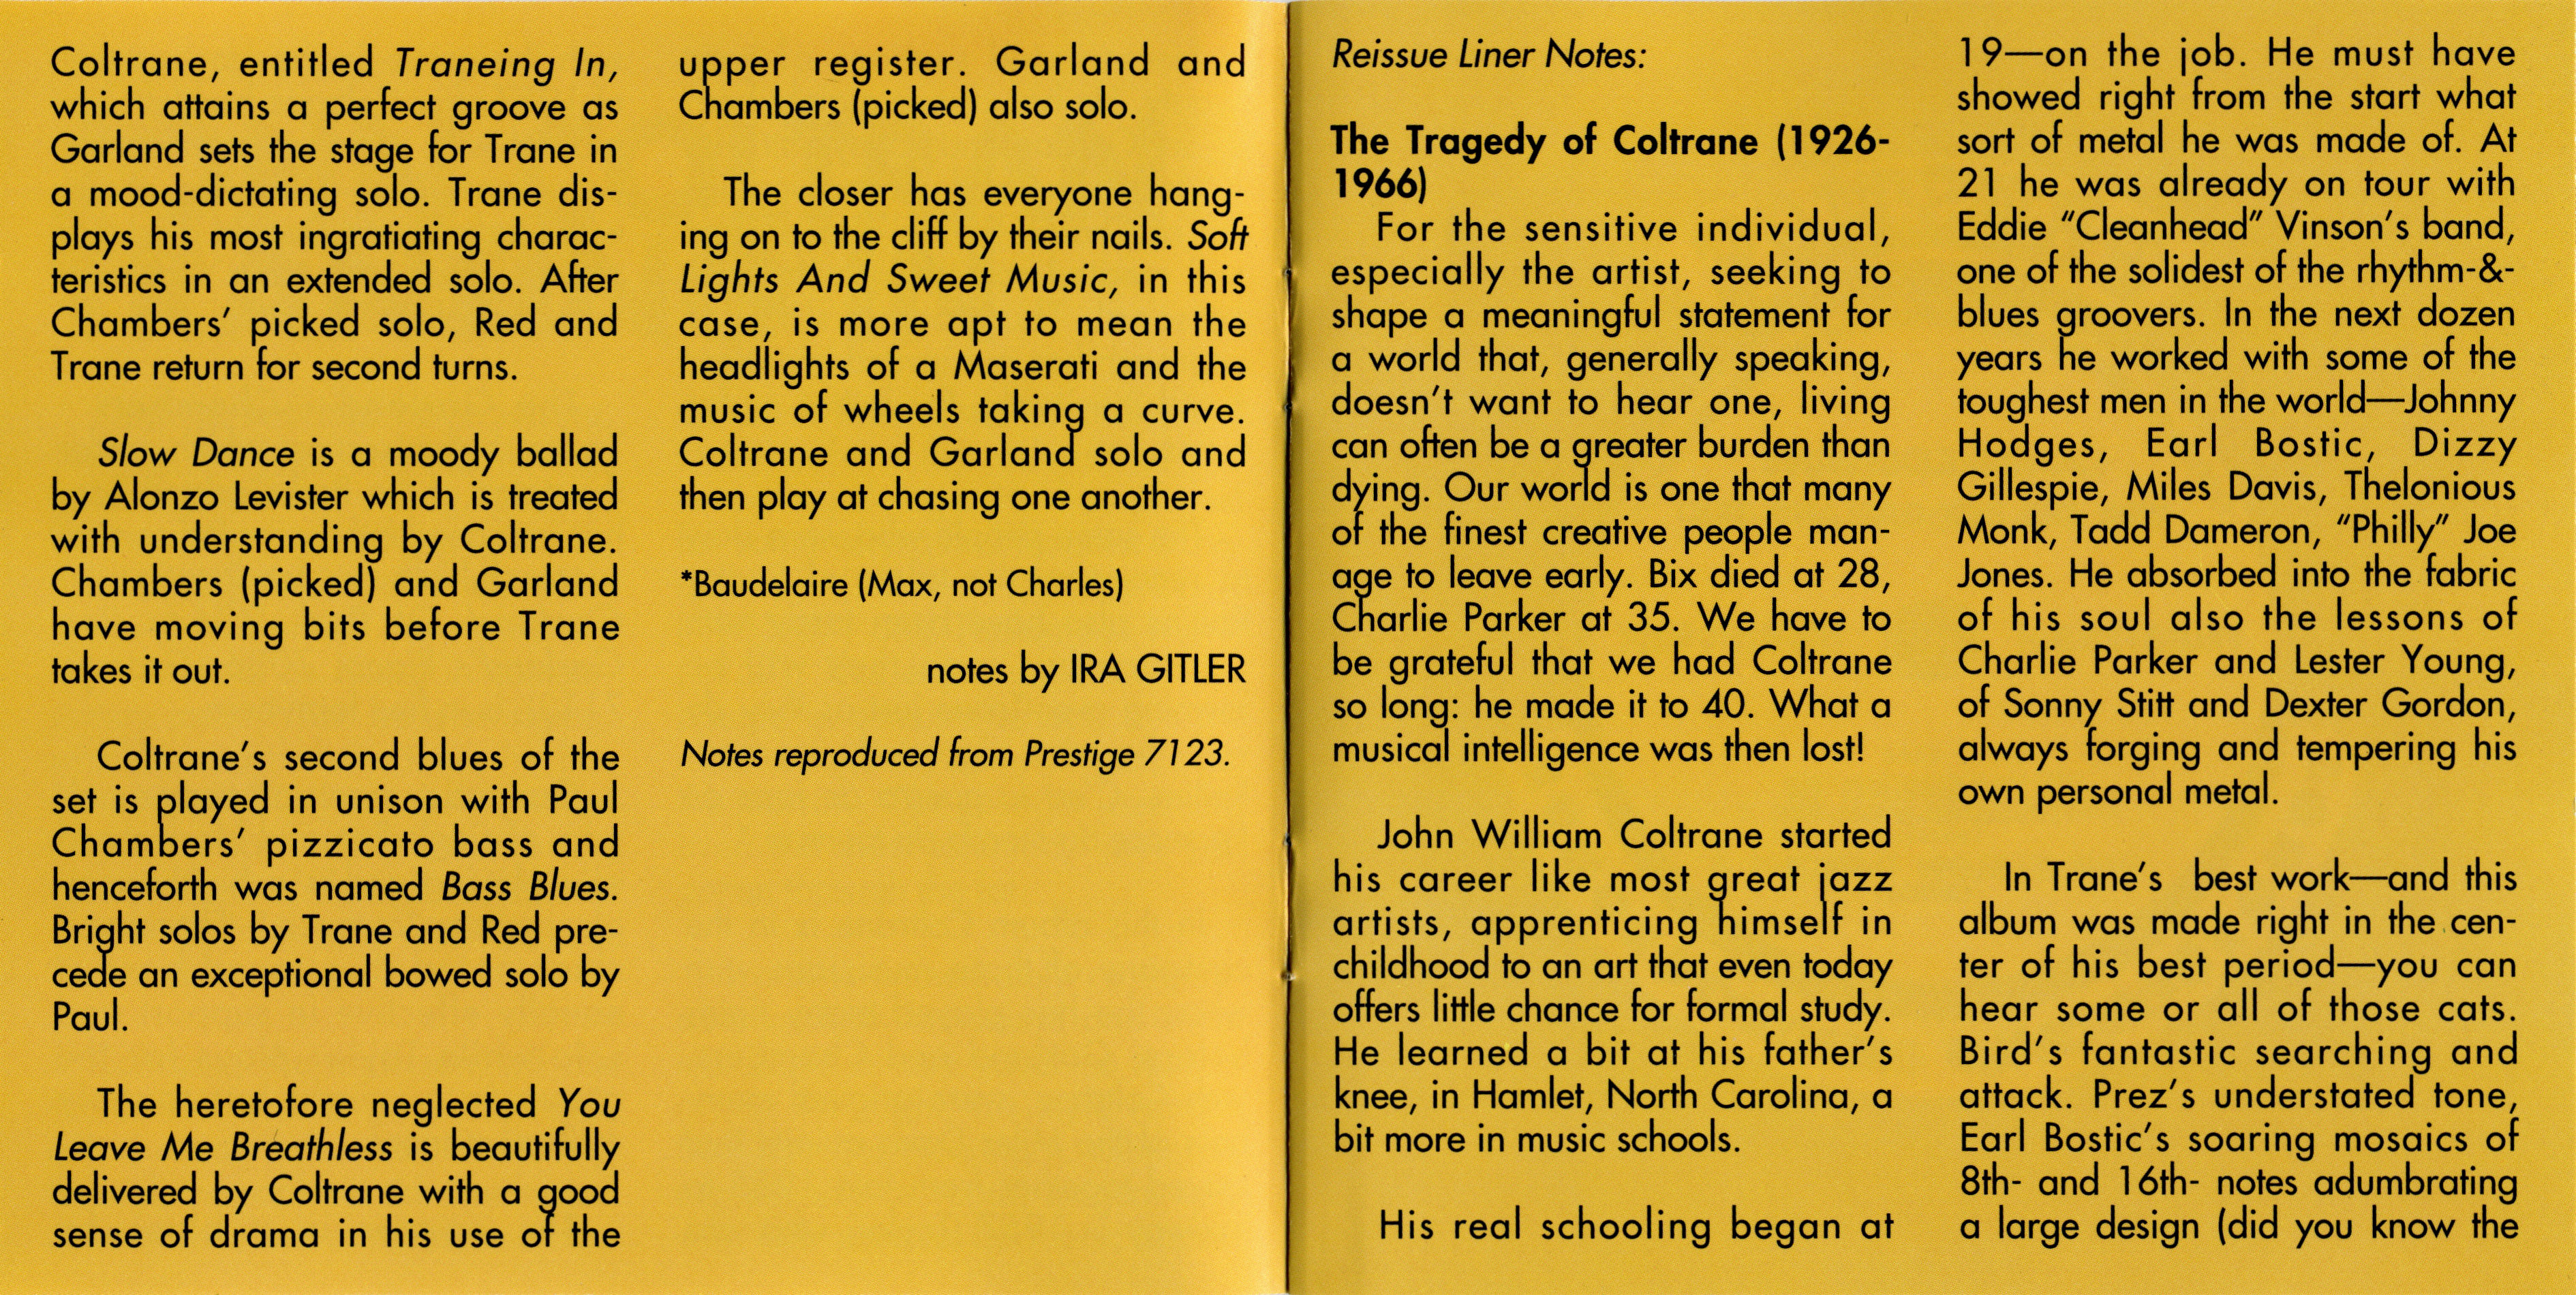 Coltrane, entitled Traneing In,
which attains a perfect groove as
Garland sets the stage for Trane in
a mood-dictating solo. Trane dis-
plays his most ingratiating charac-
teristics in an extended solo. After
Chambers' picked solo, Red and
Trane return for second turns.
Slow Dance is a moody ballad
by Alonzo Levister which is treated
with understanding by Coltrane.
Chambers (picked) and Garland
have moving bits before Trane
takes it out.
Coltrane's second blues of the
set is played in unison with Paul
Chambers' pizzicato bass and
henceforth was named Bass Blues.
Bright solos by Trane and Red pre-
cede an exceptional bowed solo by
Paul.
The heretofore neglected You
Leave Me Breathless is beautifully
delivered by Coltrane with a good
sense of drama in his use of the
upper register. Garland and
Chambers (picked) also solo.
The closer has everyone hang-
ing on to the cliff by their nails. Soft
Lights And Sweet Music, in this
case, is more apt to mean the
headlights of a Maserati and the
music of wheels taking a curve.
Coltrane and Garland solo and
then play at chasing one another.
*Baudelaire (Max, not Charles)
notes by IRA GITLER
Notes reproduced from Prestige 7123.
Reissue Liner Notes:
The Tragedy of Coltrane (1926-
1966)
For the sensitive individual,
especially the artist, seeking to
shape a meaningful statement for
a world that, generally speaking,
doesn't want to hear one, living
can often be a greater burden than
dying. Our world is one that many
of the finest creative people man-
age to leave early. Bix died at 28,
Charlie Parker at 35. We have to
be grateful that we had Coltrane
so long: he made it to 40. What a
musical intelligence was then lost!
John William Coltrane started
his career like most great jazz
artists, apprenticing himself in
childhood to an art that even today
offers little chance for formal study.
He learned a bit at his father's
knee, in Hamlet, North Carolina, a
bit more in music schools.
His real schooling began at
19—on the job. He must have
showed right from the start what
sort of metal he was made of. At
21 he was already on tour with
Eddie "Cleanhead" Vinson's band,
one of the solidest of the rhythm-&-
blues groovers. In the next dozen
years he worked with some of the
toughest men in the world—Johnny
Hodges, Earl Bostic, Dizzy
Gillespie, Miles Davis, Thelonious
Monk, Tadd Dameron, "Philly" Joe
Jones. He absorbed into the fabric
of his soul also the lessons of
Charlie Parker and Lester Young,
of Sonny Stitt and Dexter Gordon,
always forging and tempering his
own personal metal.
In Trane's best work—and this
album was made right in the cen-
ter of his best period—you can
hear some or all of those cats.
Bird's fantastic searching and
attack. Prez's understated tone,
Earl Bostic's soaring mosaics of
8th- and 16th- notes adumbrating
a large design (did you know the